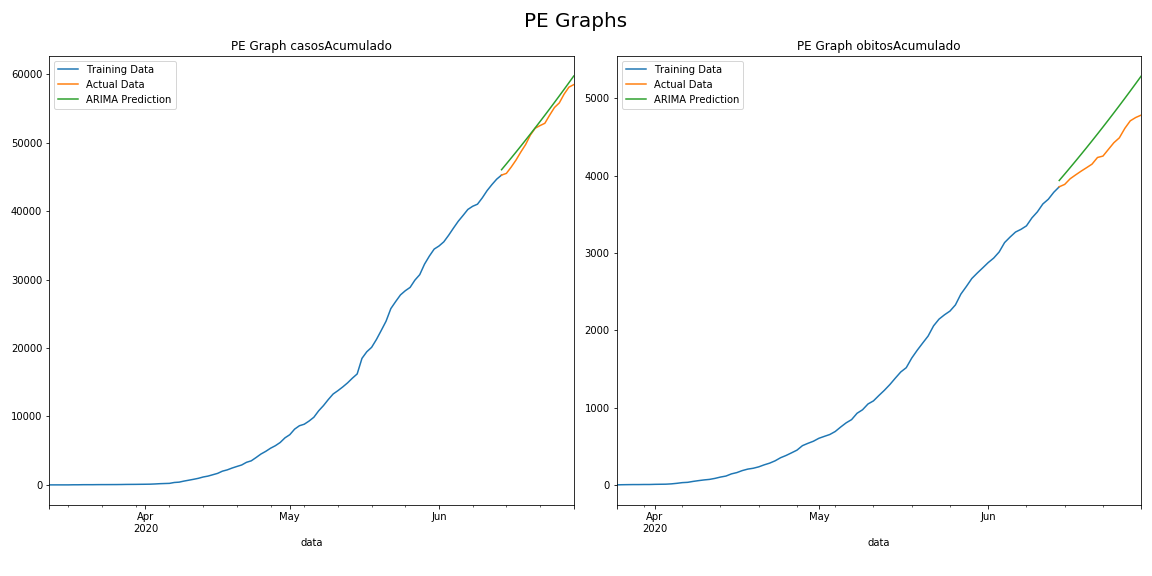 PE Graphs
PE Graph casosAcumulado
Training Data
Actual Data
ARIMA Prediction
60000
50000
40000
30000
20000
10000
0
Apr
2020
May
Jun
data
PE Graph obitosAcumulado
Training Data
Actual Data
ARIMA Prediction
5000
4000
3000
2000
1000
0
Apr
2020
May
Jun
data